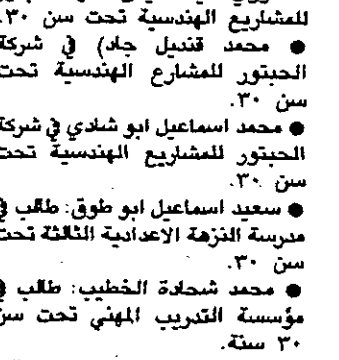 للمشاريع الهندسية تحت سن ٣٠.
● محمد قنديل جاد) في شركة
الحبتور للمشارع الهندسية تحت
سن ٣٠.
● محمد اسماعيل ابو شادي في شركة
الحبتور للمشاريع الهندسية تحت
سن ٣٠.
● سعيد اسماعيل ابو طوق: طالب في
مدرسة النزهة الاعدادية الثالثة تحت
سن ٣٠.
● محمد شحادة الخطيب: طالب في
مؤسسة التدريب المهني تحت سن
٣٠ سنة.